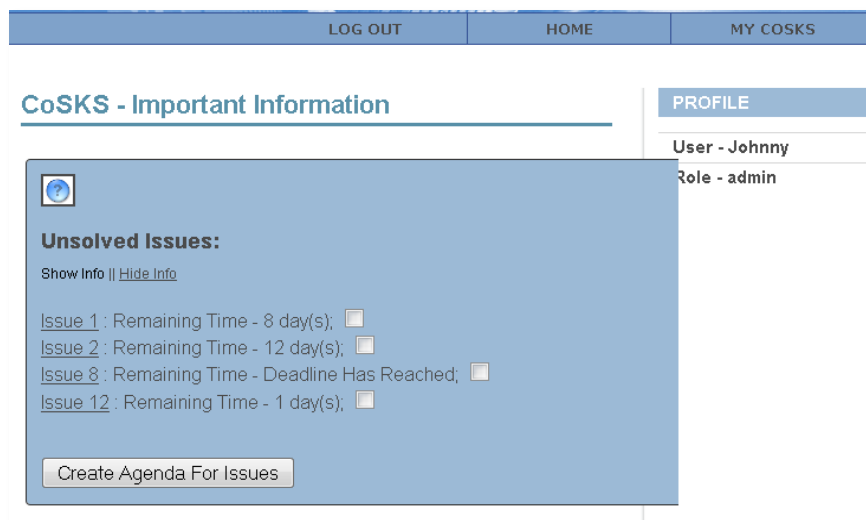 LOG OUT HOME MY COSKS
CoSKS - Important Information
PROFILE
User - Johnny
Role - admin
?
Unsolved Issues:
Show Info || Hide Info
Issue 1 : Remaining Time - 8 day(s);
Issue 2 : Remaining Time - 12 day(s);
Issue 8 : Remaining Time - Deadline Has Reached;
Issue 12 : Remaining Time - 1 day(s);
Create Agenda For Issues